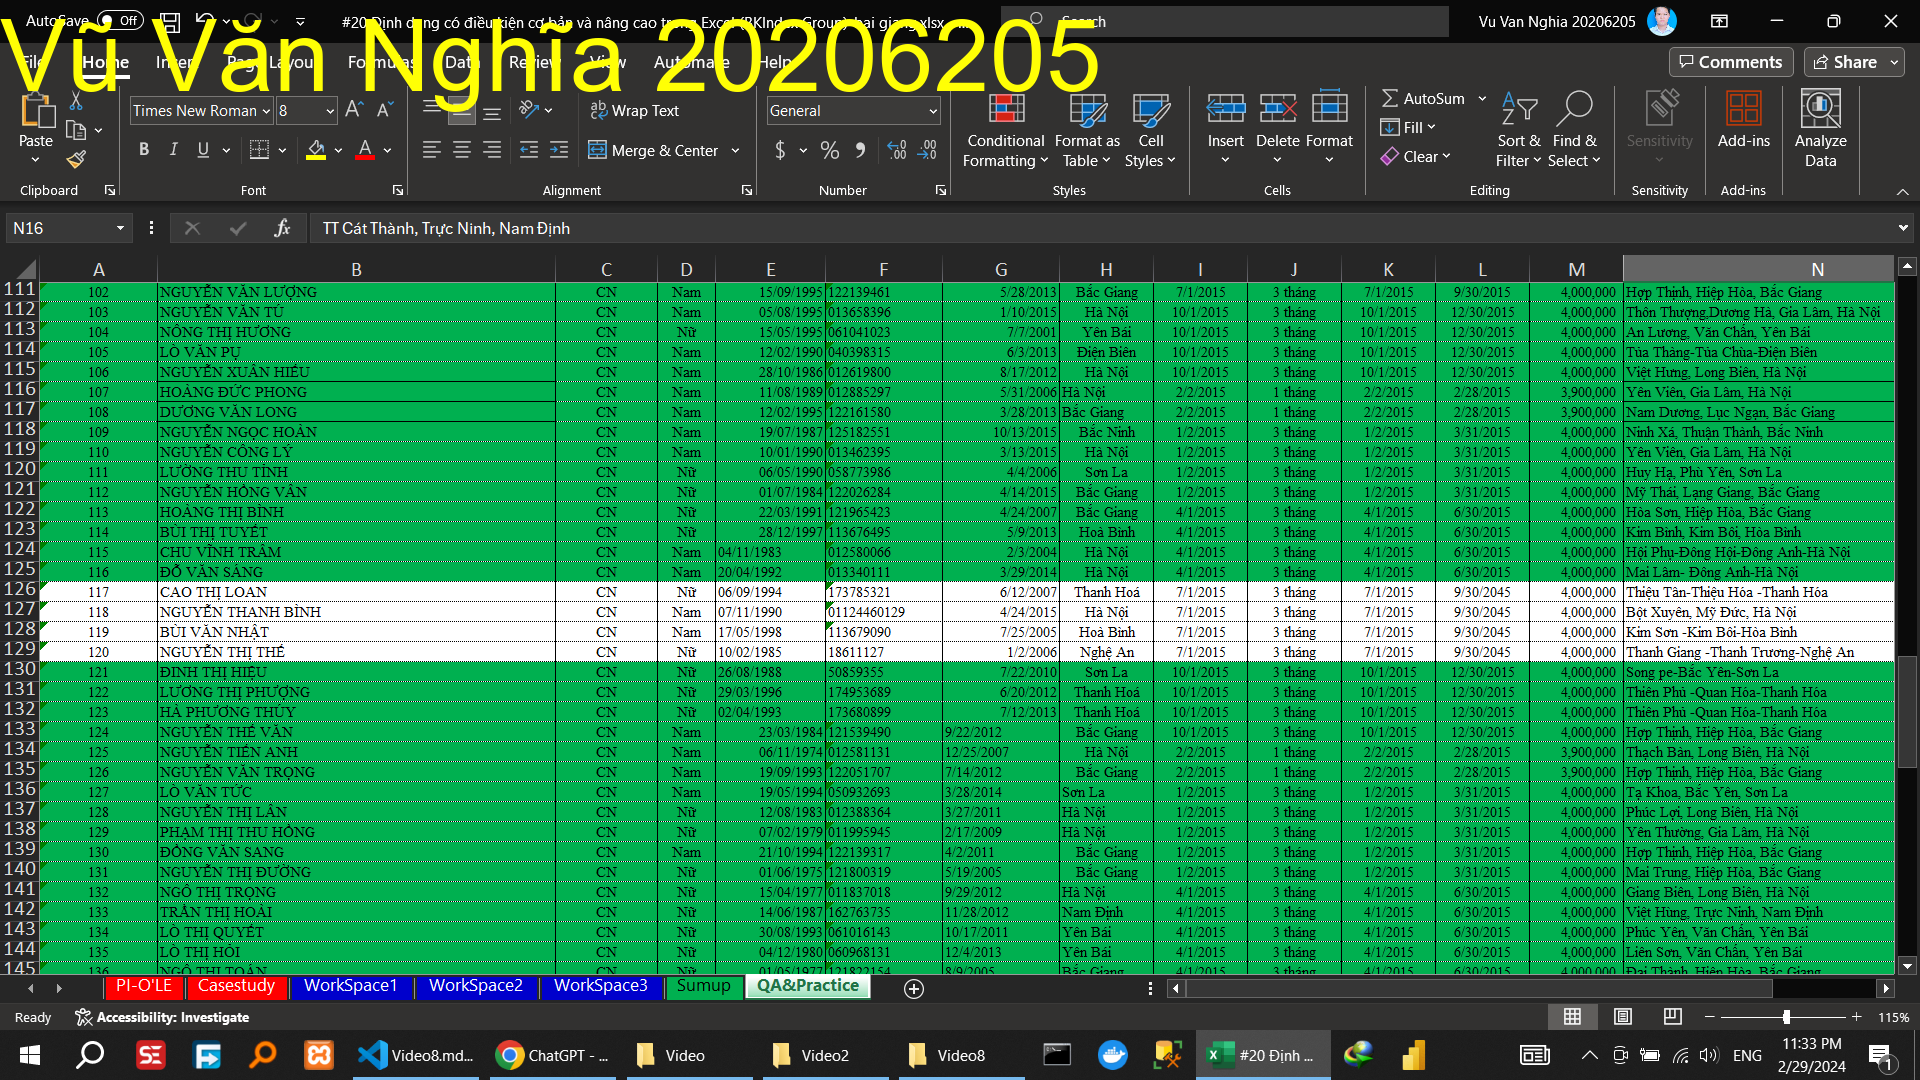 AutoSave Off #20 Định dạng có điều kiện cơ bản và nâng cao trong Excel (BKIndex Group) bai giang.xlsx Search Vu Van Nghia 20206205
Vũ Văn Nghĩa 20206205
File Home Insert Page Layout Formulas Data Review View Automate Help Comments Share
Paste Times New Roman 8 Wrap Text General Conditional Formatting Format as Table Cell Styles Insert Delete Format AutoSum Fill Clear Sort & Filter Find & Select Sensitivity Add-ins Analyze Data
B I U Merge & Center $ % 9
Clipboard Font Alignment Number Styles Cells Editing Sensitivity Add-ins
N16 fx TT Cát Thành, Trực Ninh, Nam Định
A B C D E F G H I J K L M N
111 102 NGUYỄN VĂN LƯỢNG CN Nam 15/09/1995 122139461 5/28/2013 Bắc Giang 7/1/2015 3 tháng 7/1/2015 9/30/2015 4,000,000 Hợp Thịnh, Hiệp Hòa, Bắc Giang
112 103 NGUYỄN VĂN TÚ CN Nam 05/08/1995 013658396 1/10/2015 Hà Nội 10/1/2015 3 tháng 10/1/2015 12/30/2015 4,000,000 Thôn Thượng,Dương Hà, Gia Lâm, Hà Nội
113 104 NÔNG THỊ HƯƠNG CN Nữ 15/05/1995 061041023 7/7/2001 Yên Bái 10/1/2015 3 tháng 10/1/2015 12/30/2015 4,000,000 An Lương, Văn Chấn, Yên Bái
114 105 LÒ VĂN PỤ CN Nam 12/02/1990 040398315 6/3/2013 Điện Biên 10/1/2015 3 tháng 10/1/2015 12/30/2015 4,000,000 Tủa Thàng-Tủa Chùa-Điện Biên
115 106 NGUYỄN XUÂN HIẾU CN Nam 28/10/1986 012619800 8/17/2012 Hà Nội 10/1/2015 3 tháng 10/1/2015 12/30/2015 4,000,000 Việt Hưng, Long Biên, Hà Nội
116 107 HOÀNG ĐỨC PHONG CN Nam 11/08/1989 012885297 5/31/2006 Hà Nội 2/2/2015 1 tháng 2/2/2015 2/28/2015 3,900,000 Yên Viên, Gia Lâm, Hà Nội
117 108 DƯƠNG VĂN LONG CN Nam 12/02/1995 122161580 3/28/2013 Bắc Giang 2/2/2015 1 tháng 2/2/2015 2/28/2015 3,900,000 Nam Dương, Lục Ngạn, Bắc Giang
118 109 NGUYỄN NGỌC HOÀN CN Nam 19/07/1987 125182551 10/13/2015 Bắc Ninh 1/2/2015 3 tháng 1/2/2015 3/31/2015 4,000,000 Ninh Xá, Thuận Thành, Bắc Ninh
119 110 NGUYỄN CÔNG LÝ CN Nam 10/01/1990 013462395 3/13/2015 Hà Nội 1/2/2015 3 tháng 1/2/2015 3/31/2015 4,000,000 Yên Viên, Gia Lâm, Hà Nội
120 111 LƯỜNG THU TÍNH CN Nữ 06/05/1990 058773986 4/4/2006 Sơn La 1/2/2015 3 tháng 1/2/2015 3/31/2015 4,000,000 Huy Hạ, Phù Yên, Sơn La
121 112 NGUYỄN HỒNG VÂN CN Nữ 01/07/1984 122026284 4/14/2015 Bắc Giang 1/2/2015 3 tháng 1/2/2015 3/31/2015 4,000,000 Mỹ Thái, Lạng Giang, Bắc Giang
122 113 HOÀNG THỊ BÌNH CN Nữ 22/03/1991 121965423 4/24/2007 Bắc Giang 4/1/2015 3 tháng 4/1/2015 6/30/2015 4,000,000 Hòa Sơn, Hiệp Hòa, Bắc Giang
123 114 BÙI THỊ TUYẾT CN Nữ 28/12/1997 113676495 5/9/2013 Hoà Bình 4/1/2015 3 tháng 4/1/2015 6/30/2015 4,000,000 Kim Bình, Kim Bôi, Hòa Bình
124 115 CHU VĨNH TRÂM CN Nam 04/11/1983 012580066 2/3/2004 Hà Nội 4/1/2015 3 tháng 4/1/2015 6/30/2015 4,000,000 Hội Phụ-Đông Hội-Đông Anh-Hà Nội
125 116 ĐỖ VĂN SÁNG CN Nam 20/04/1992 013340111 3/29/2014 Hà Nội 4/1/2015 3 tháng 4/1/2015 6/30/2015 4,000,000 Mai Lâm- Đông Anh-Hà Nội
126 117 CAO THỊ LOAN CN Nữ 06/09/1994 173785321 6/12/2007 Thanh Hoá 7/1/2015 3 tháng 7/1/2015 9/30/2045 4,000,000 Thiệu Tân-Thiệu Hóa -Thanh Hóa
127 118 NGUYỄN THANH BÌNH CN Nam 07/11/1990 01124460129 4/24/2015 Hà Nội 7/1/2015 3 tháng 7/1/2015 9/30/2045 4,000,000 Bột Xuyên, Mỹ Đức, Hà Nội
128 119 BÙI VĂN NHẬT CN Nam 17/05/1998 113679090 7/25/2005 Hoà Bình 7/1/2015 3 tháng 7/1/2015 9/30/2045 4,000,000 Kim Sơn -Kim Bôi-Hòa Bình
129 120 NGUYỄN THỊ THẾ CN Nữ 10/02/1985 18611127 1/2/2006 Nghệ An 7/1/2015 3 tháng 7/1/2015 9/30/2045 4,000,000 Thanh Giang -Thanh Trương-Nghệ An
130 121 ĐINH THỊ HIỆU CN Nữ 26/08/1988 50859355 7/22/2010 Sơn La 10/1/2015 3 tháng 10/1/2015 12/30/2015 4,000,000 Song pe-Bắc Yên-Sơn La
131 122 LƯƠNG THỊ PHƯỢNG CN Nữ 29/03/1996 174953689 6/20/2012 Thanh Hoá 10/1/2015 3 tháng 10/1/2015 12/30/2015 4,000,000 Thiên Phủ -Quan Hóa-Thanh Hóa
132 123 HÀ PHƯƠNG THÚY CN Nữ 02/04/1993 173680899 7/12/2013 Thanh Hoá 10/1/2015 3 tháng 10/1/2015 12/30/2015 4,000,000 Thiên Phủ -Quan Hóa-Thanh Hóa
133 124 NGUYỄN THẾ VĂN CN Nam 23/03/1984 121539490 9/22/2012 Bắc Giang 10/1/2015 3 tháng 10/1/2015 12/30/2015 4,000,000 Hợp Thịnh, Hiệp Hòa, Bắc Giang
134 125 NGUYỄN TIẾN ANH CN Nam 06/11/1974 012581131 12/25/2007 Hà Nội 2/2/2015 1 tháng 2/2/2015 2/28/2015 3,900,000 Thạch Bàn, Long Biên, Hà Nội
135 126 NGUYỄN VĂN TRỌNG CN Nam 19/09/1993 122051707 7/14/2012 Bắc Giang 2/2/2015 1 tháng 2/2/2015 2/28/2015 3,900,000 Hợp Thịnh, Hiệp Hòa, Bắc Giang
136 127 LÒ VĂN TỨC CN Nam 19/05/1994 050932693 3/28/2014 Sơn La 1/2/2015 3 tháng 1/2/2015 3/31/2015 4,000,000 Tạ Khoa, Bắc Yên, Sơn La
137 128 NGUYỄN THỊ LÂN CN Nữ 12/08/1983 012388364 3/27/2011 Hà Nội 1/2/2015 3 tháng 1/2/2015 3/31/2015 4,000,000 Phúc Lợi, Long Biên, Hà Nội
138 129 PHẠM THỊ THU HỒNG CN Nữ 07/02/1979 011995945 2/17/2009 Hà Nội 1/2/2015 3 tháng 1/2/2015 3/31/2015 4,000,000 Yên Thường, Gia Lâm, Hà Nội
139 130 ĐỒNG VĂN SANG CN Nam 21/10/1994 122139317 4/2/2011 Bắc Giang 1/2/2015 3 tháng 1/2/2015 3/31/2015 4,000,000 Hợp Thịnh, Hiệp Hòa, Bắc Giang
140 131 NGUYỄN THỊ ĐƯỜNG CN Nữ 01/06/1975 121800319 5/19/2005 Bắc Giang 1/2/2015 3 tháng 1/2/2015 3/31/2015 4,000,000 Mai Trung, Hiệp Hòa, Bắc Giang
141 132 NGÔ THỊ TRỌNG CN Nữ 15/04/1977 011837018 9/29/2012 Hà Nội 4/1/2015 3 tháng 4/1/2015 6/30/2015 4,000,000 Giang Biên, Long Biên, Hà Nội
142 133 TRẦN THỊ HOÀI CN Nữ 14/06/1987 162763735 11/28/2012 Nam Định 4/1/2015 3 tháng 4/1/2015 6/30/2015 4,000,000 Việt Hùng, Trực Ninh, Nam Định
143 134 LÒ THỊ QUYẾT CN Nữ 30/08/1993 061016143 10/17/2011 Yên Bái 4/1/2015 3 tháng 4/1/2015 6/30/2015 4,000,000 Phúc Yên, Văn Chấn, Yên Bái
144 135 LÒ THỊ HỎI CN Nữ 04/12/1980 060968131 12/4/2013 Yên Bái 4/1/2015 3 tháng 4/1/2015 6/30/2015 4,000,000 Liên Sơn, Văn Chấn, Yên Bái
145 136 NGÔ THỊ TOÀN CN Nữ 01/05/1977 121822154 8/9/2005 Bắc Giang 4/1/2015 3 tháng 4/1/2015 6/30/2015 4,000,000 Đại Thành, Hiệp Hòa, Bắc Giang
PI-O'LE Casestudy WorkSpace1 WorkSpace2 WorkSpace3 Sumup QA&Practice
Ready Accessibility: Investigate 115%
Video8.md... ChatGPT - ... Video Video2 Video8 #20 Định ... ENG 11:33 PM
2/29/2024 1